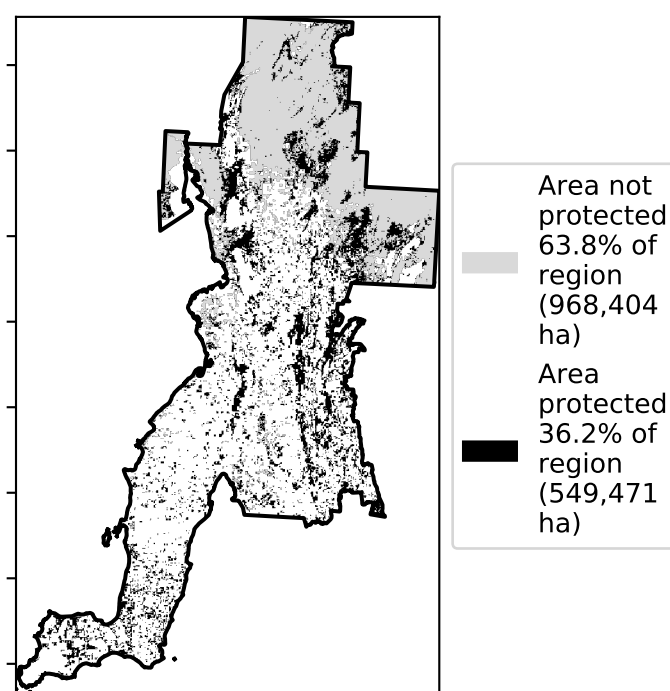 Area not
protected
63.8% of
region
(968,404
ha)
Area
protected
36.2% of
region
(549,471
ha)